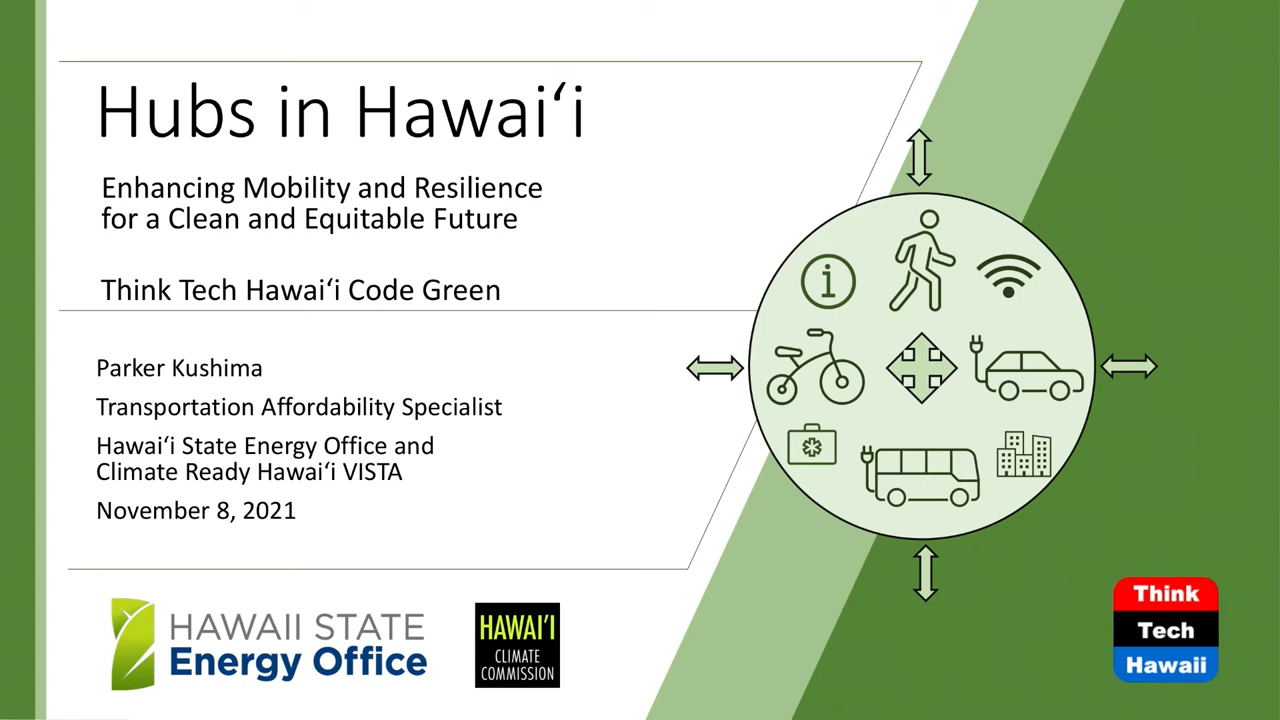 Hubs in Hawaiʻi
Enhancing Mobility and Resilience
for a Clean and Equitable Future
Think Tech Hawaiʻi Code Green
Parker Kushima
Transportation Affordability Specialist
Hawaiʻi State Energy Office and
Climate Ready Hawaiʻi VISTA
November 8, 2021
HAWAII STATE
Energy Office
HAWAI'I
CLIMATE
COMMISSION
Think
Tech
Hawaii
i